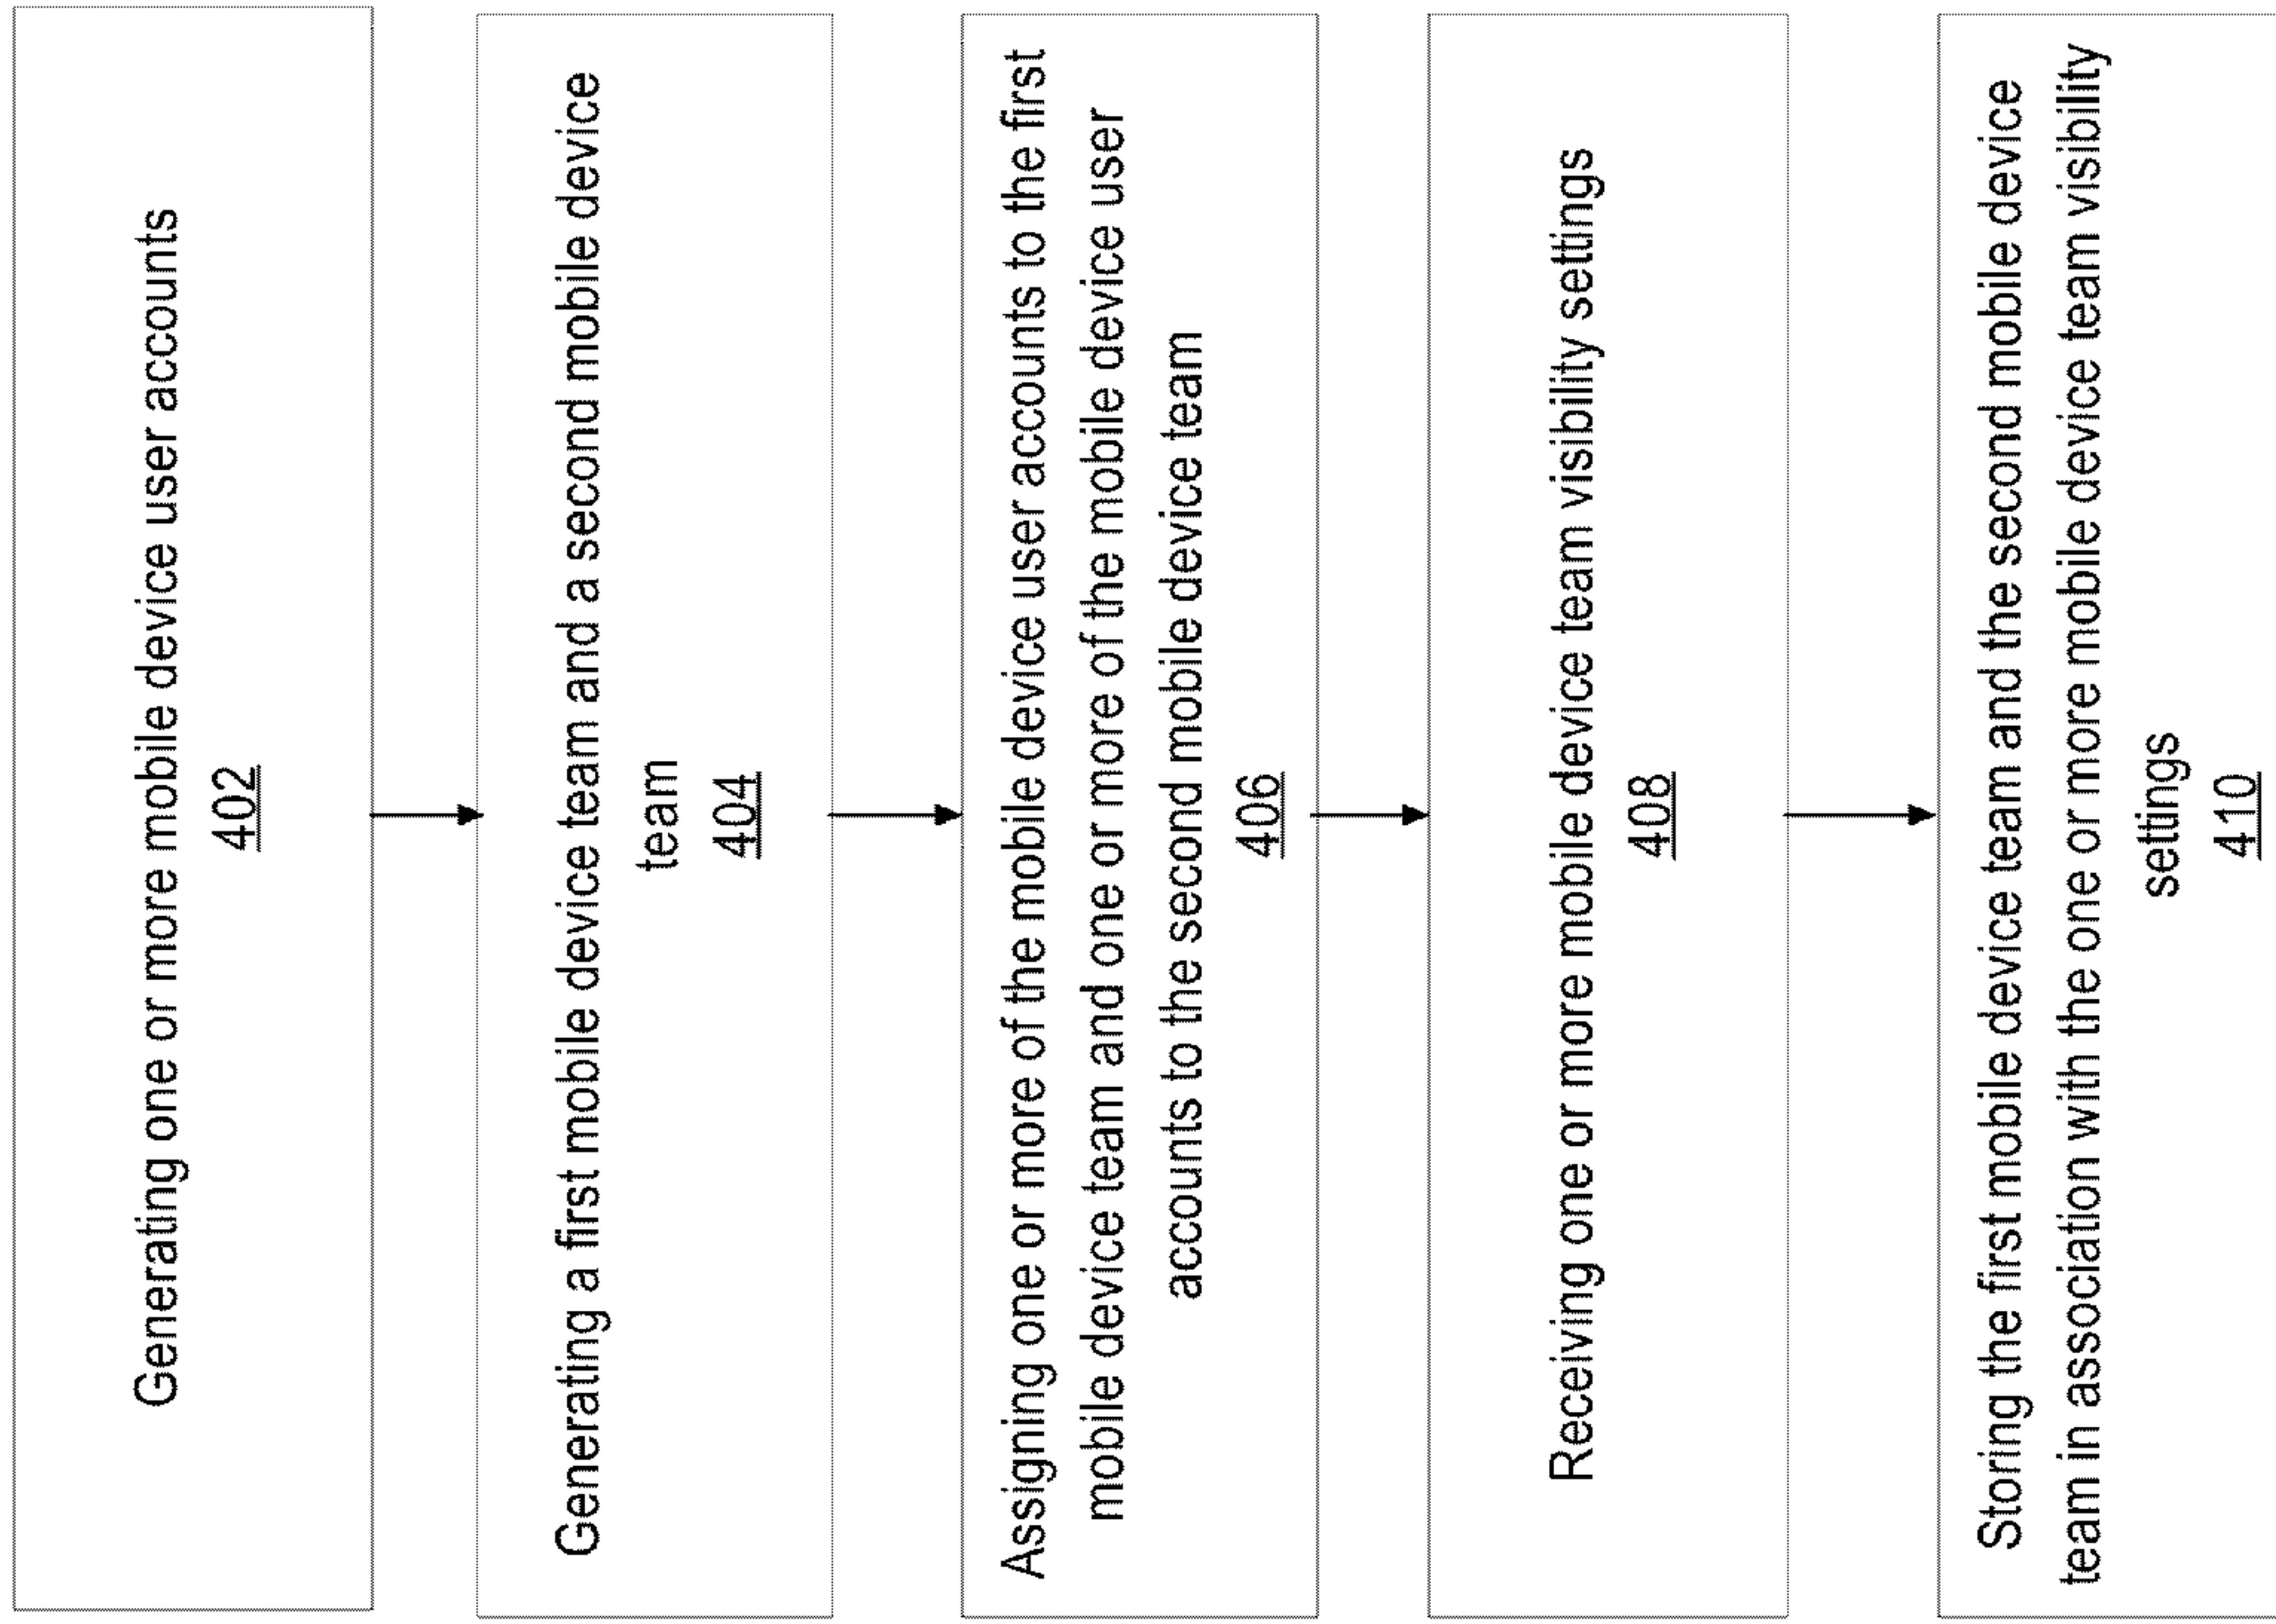 Generating one or more mobile device user accounts
402
Generating a first mobile device team and a second mobile device
team
404
Assigning one or more of the mobile device user accounts to the first
mobile device team and one or more of the mobile device user
accounts to the second mobile device team
406
Receiving one or more mobile device team visibility settings
408
Storing the first mobile device team and the second mobile device
team in association with the one or more mobile device team visibility
settings
410